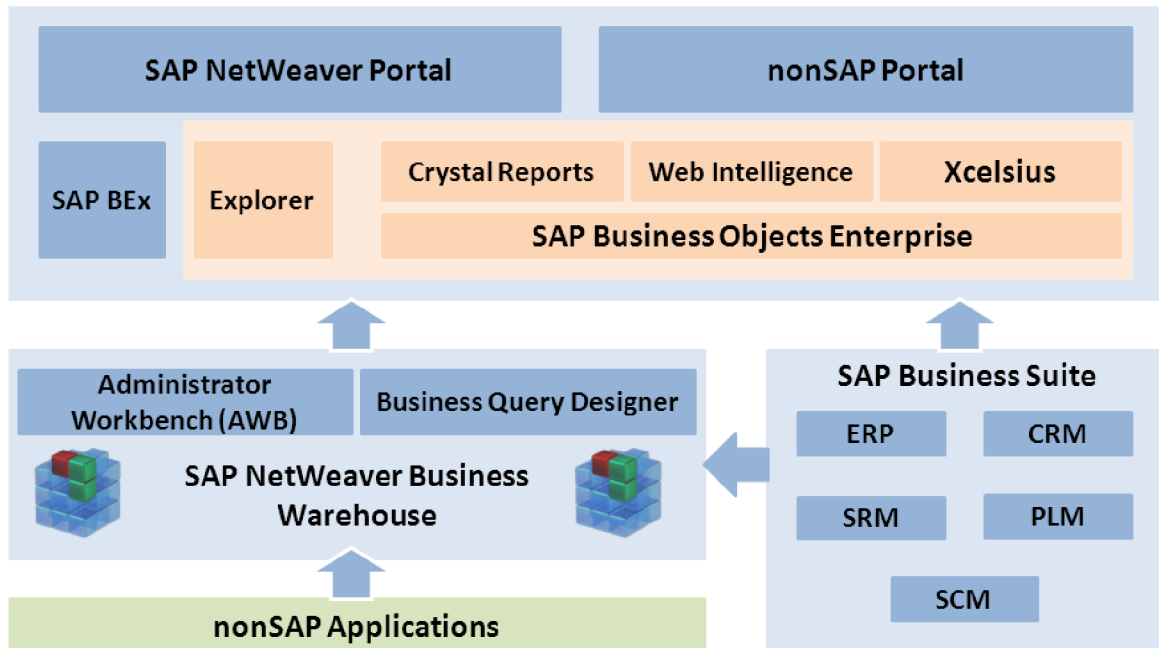 SAP NetWeaver Portal
nonSAP Portal
SAP BEx
Explorer
Crystal Reports
Web Intelligence
Xcelsius
SAP Business Objects Enterprise
Administrator
Workbench (AWB)
Business Query Designer
SAP NetWeaver Business
Warehouse
nonSAP Applications
SAP Business Suite
ERP
CRM
SRM
PLM
SCM